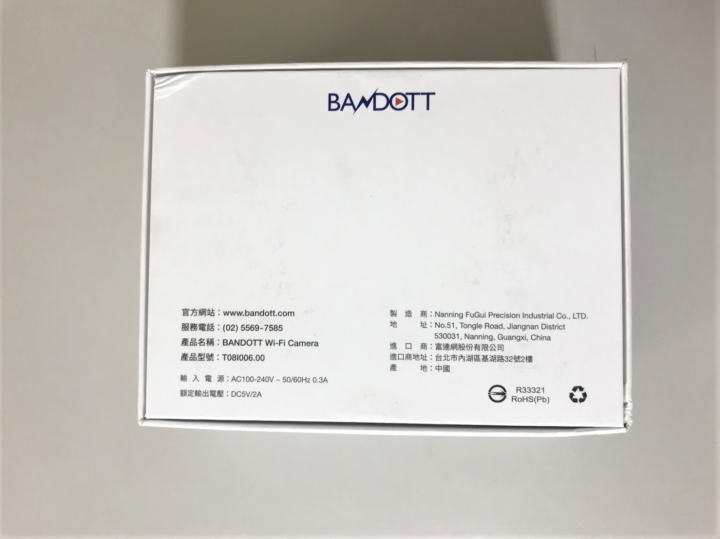 BANDOTT
官方網站：www.bandott.com
服務電話：(02) 5569-7585
產品名稱：BANDOTT Wi-Fi Camera
產品型號：T08I006.00
輸 入 電 源：AC100-240V ~ 50/60Hz 0.3A
額定輸出電壓：DC5V/2A
製 造 商：Nanning FuGui Precision Industrial Co., LTD.
地 址：No.51, Tongle Road, Jiangnan District
530031, Nanning, Guangxi, China
進 口 商：富連網股份有限公司
進口商地址：台北市內湖區基湖路32號2樓
產 地：中國
R33321
RoHS(Pb)